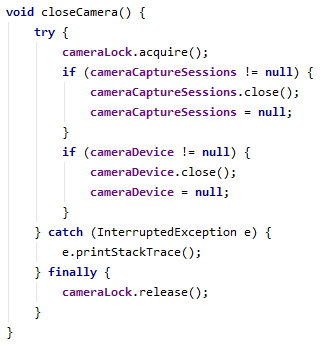 void closeCamera() {
    try {
        cameraLock.acquire();
        if (cameraCaptureSessions != null) {
            cameraCaptureSessions.close();
            cameraCaptureSessions = null;
        }
        if (cameraDevice != null) {
            cameraDevice.close();
            cameraDevice = null;
        }
    } catch (InterruptedException e) {
        e.printStackTrace();
    } finally {
        cameraLock.release();
    }
}